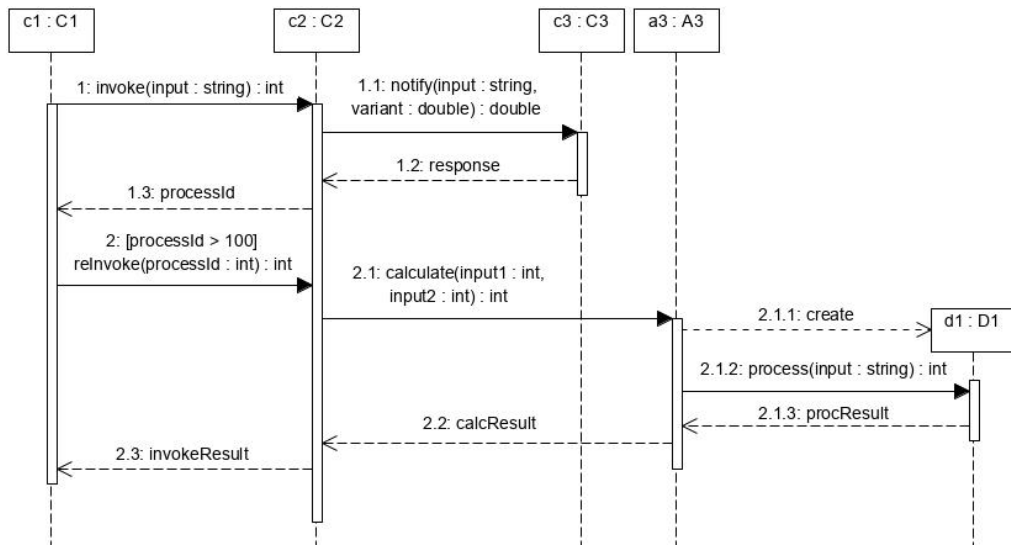 c1 : C1
c2 : C2
c3 : C3
a3 : A3
1: invoke(input : string) : int
1.1: notify(input : string,
variant : double) : double
1.2: response
1.3: processId
2: [processId > 100]
reInvoke(processId : int) : int
2.1: calculate(input1 : int,
input2 : int) : int
2.1.1: create
d1 : D1
2.1.2: process(input : string) : int
2.1.3: procResult
2.2: calcResult
2.3: invokeResult